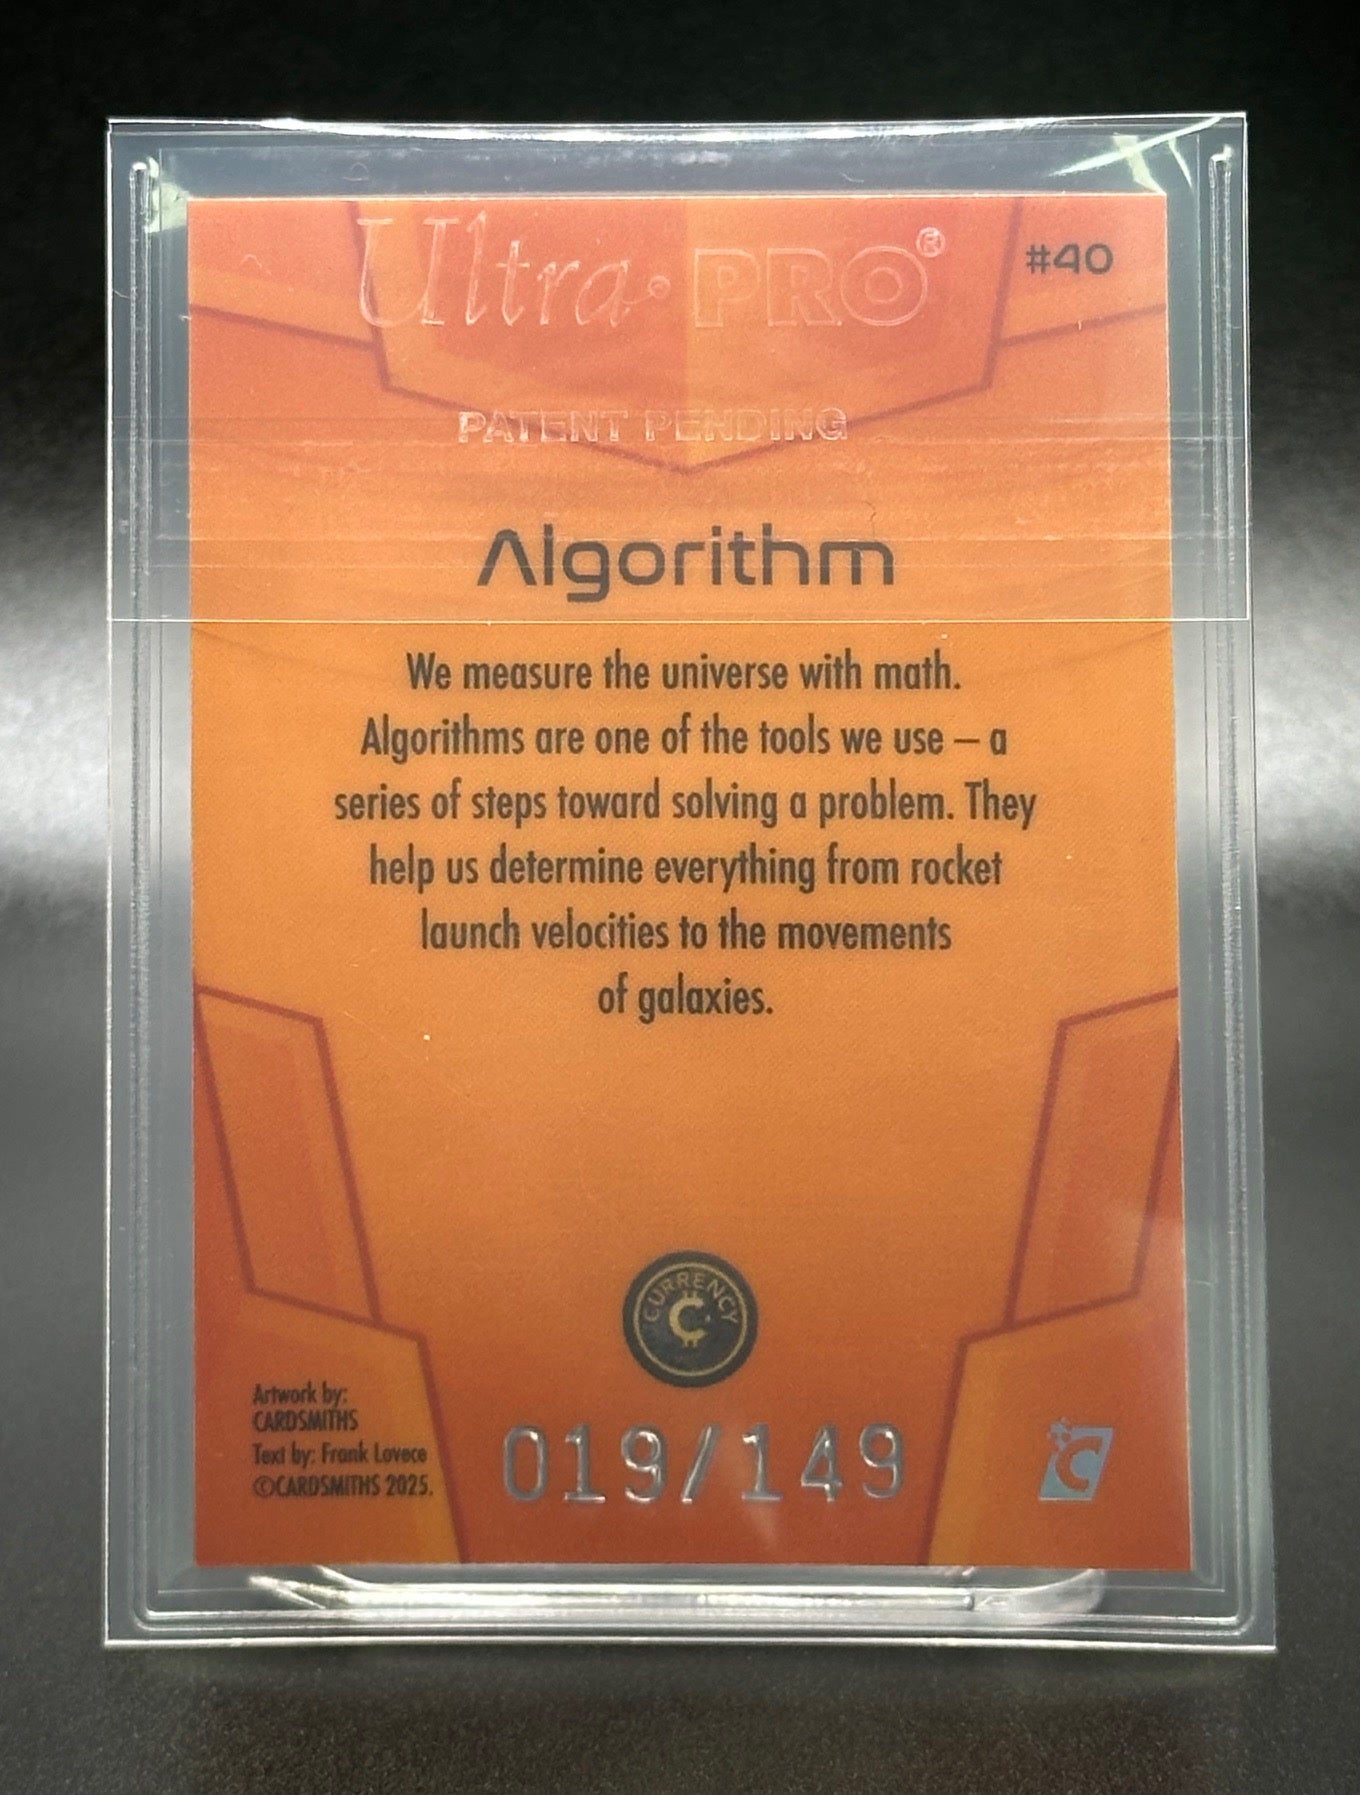 Ultra·PRO®
#40
PATENT PENDING
Algorithm
We measure the universe with math.
Algorithms are one of the tools we use – a
series of steps toward solving a problem. They
help us determine everything from rocket
launch velocities to the movements
of galaxies.
CURRENCY
C
Artwork by:
CARDSMITHS
Text by: Frank Lovece
©CARDSMITHS 2025.
019/149
C